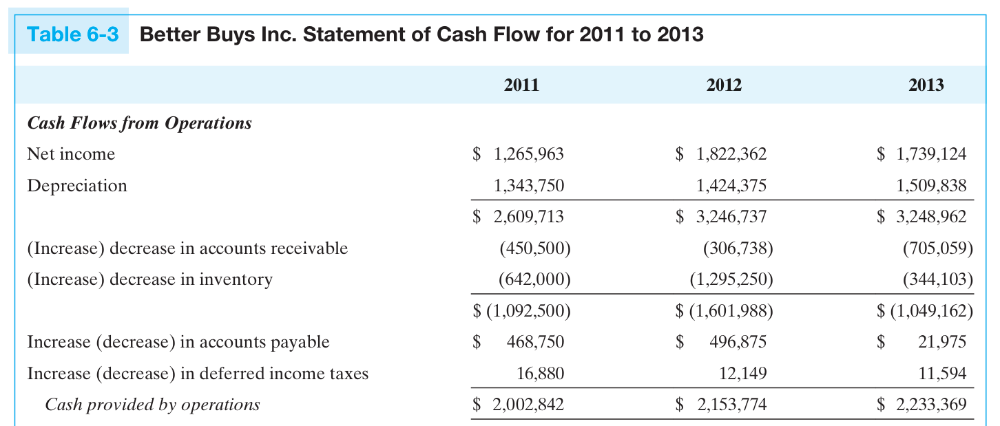 Table 6-3 Better Buys Inc. Statement of Cash Flow for 2011 to 2013
2011 2012 2013
Cash Flows from Operations
Net income $ 1,265,963 $ 1,822,362 $ 1,739,124
Depreciation 1,343,750 1,424,375 1,509,838
$ 2,609,713 $ 3,246,737 $ 3,248,962
(Increase) decrease in accounts receivable (450,500) (306,738) (705,059)
(Increase) decrease in inventory (642,000) (1,295,250) (344,103)
$ (1,092,500) $ (1,601,988) $ (1,049,162)
Increase (decrease) in accounts payable $ 468,750 $ 496,875 $ 21,975
Increase (decrease) in deferred income taxes 16,880 12,149 11,594
Cash provided by operations $ 2,002,842 $ 2,153,774 $ 2,233,369